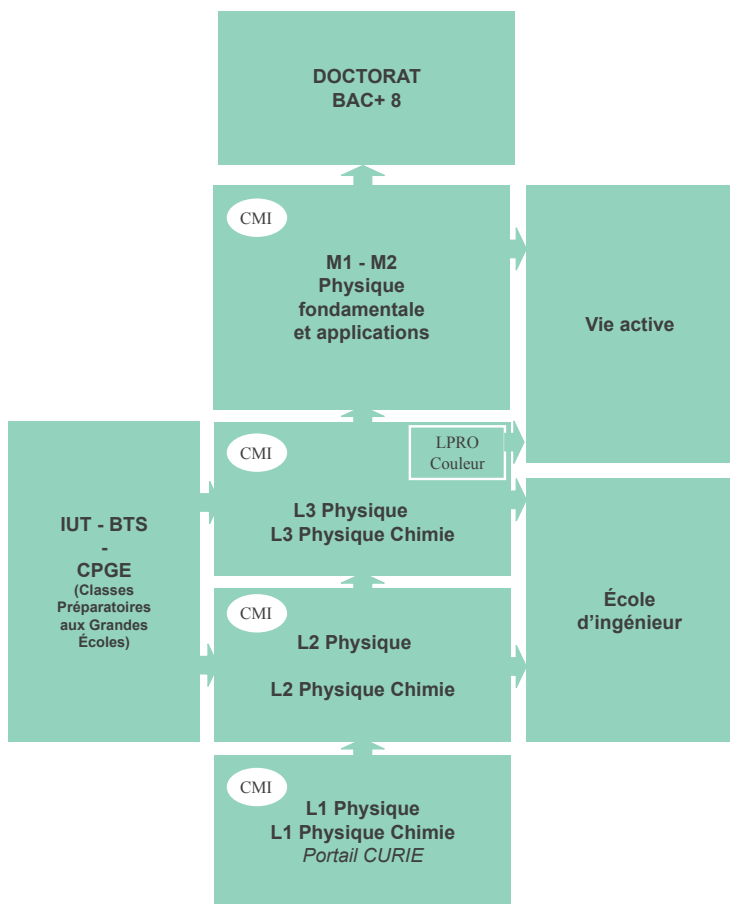 DOCTORAT
BAC+ 8
CMI
M1 - M2
Physique
fondamentale
et applications
Vie active
CMI
LPRO
Couleur
L3 Physique
L3 Physique Chimie
IUT - BTS
-
CPGE
(Classes
Préparatoires
aux Grandes
Écoles)
École
d'ingénieur
CMI
L2 Physique
L2 Physique Chimie
CMI
L1 Physique
L1 Physique Chimie
Portail CURIE